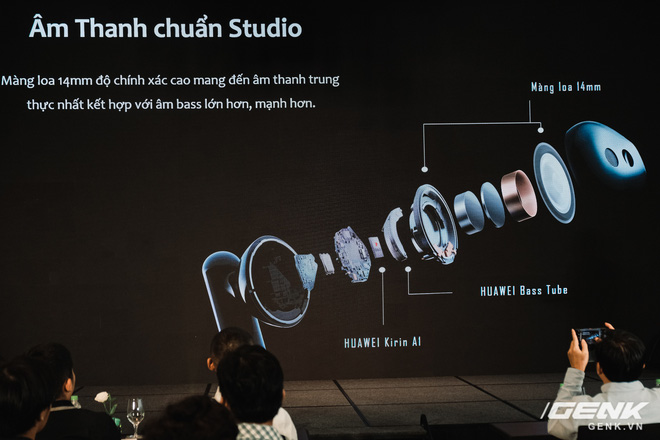 Âm Thanh chuẩn Studio
Màng loa 14mm độ chính xác cao mang đến âm thanh trung
thực nhất kết hợp với âm bass lớn hơn, mạnh hơn.
Màng loa 14mm
HUAWEI Bass Tube
HUAWEI Kirin A1
GENK
GENK.VN